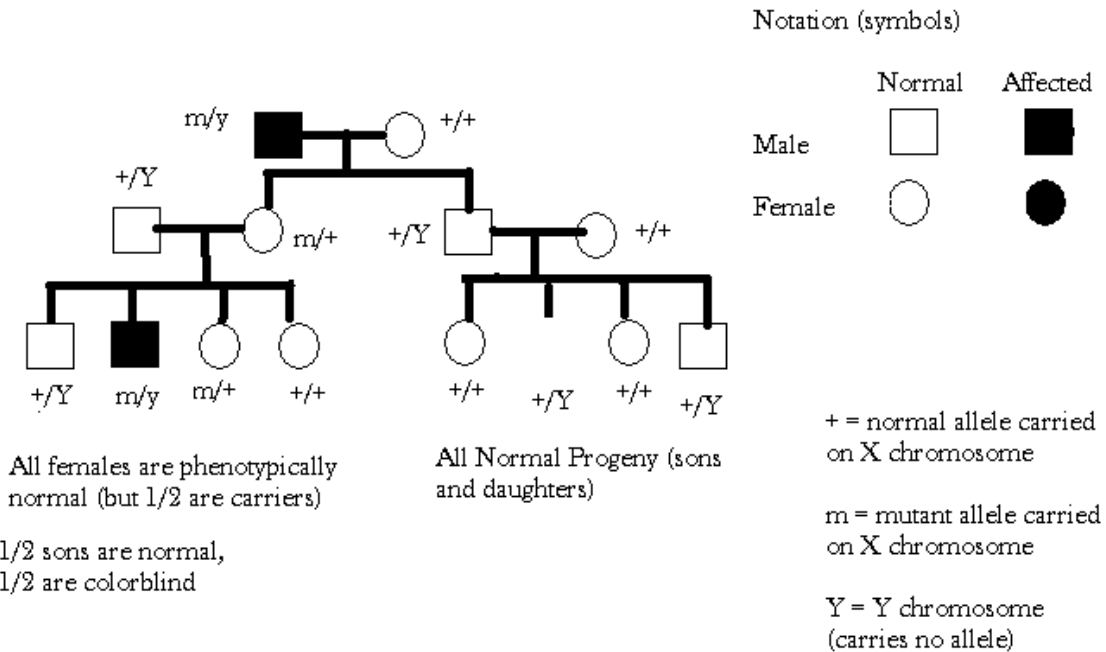 Notation (symbols)
Normal Affected
Male
Female
m/y +/+
+/Y m/+ +/Y +/+
+/Y m/y m/+ +/+ +/+ +/Y +/+ +/Y
All females are phenotypically
normal (but 1/2 are carriers)
1/2 sons are normal,
1/2 are colorblind
All Normal Progeny (sons
and daughters)
+ = normal allele carried
on X chromosome
m = mutant allele carried
on X chromosome
Y = Y chromosome
(carries no allele)